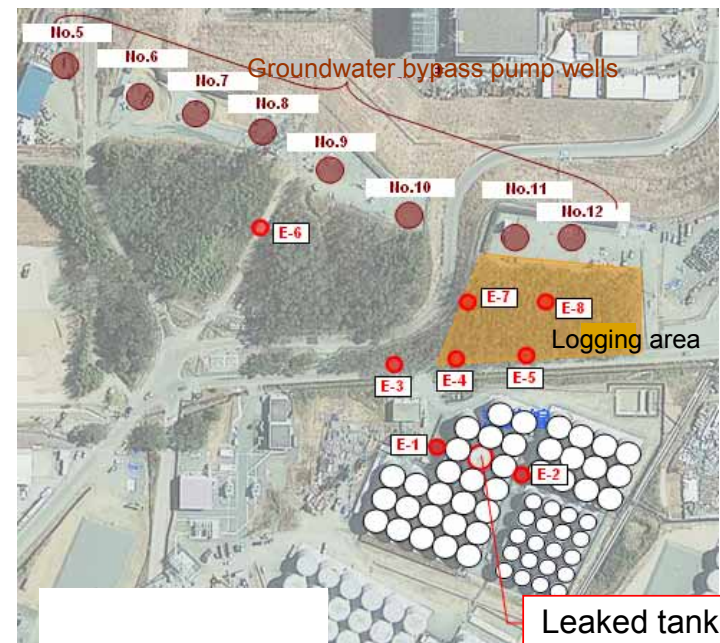 No.5
No.6
No.7
Groundwater bypass pump wells
No.8
No.9
No.10
No.11
No.12
E-6
E-7
E-8
Logging area
E-3
E-4
E-5
E-1
E-2
Leaked tank